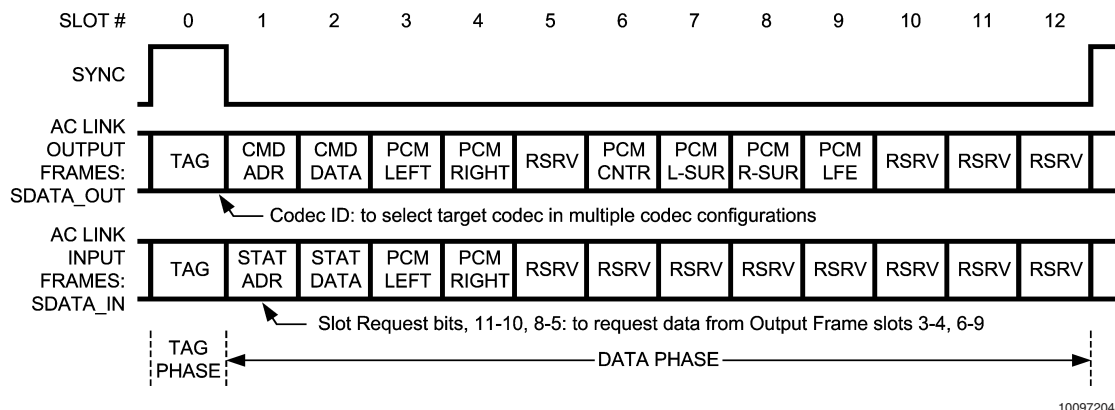 SLOT # 0 1 2 3 4 5 6 7 8 9 10 11 12
SYNC
AC LINK
OUTPUT
FRAMES:
SDATA_OUT
TAG
CMD
ADR
CMD
DATA
PCM
LEFT
PCM
RIGHT
RSRV
PCM
CNTR
PCM
L-SUR
PCM
R-SUR
PCM
LFE
RSRV
RSRV
RSRV
Codec ID: to select target codec in multiple codec configurations
AC LINK
INPUT
FRAMES:
SDATA_IN
TAG
STAT
ADR
STAT
DATA
PCM
LEFT
PCM
RIGHT
RSRV
RSRV
RSRV
RSRV
RSRV
RSRV
RSRV
RSRV
Slot Request bits, 11-10, 8-5: to request data from Output Frame slots 3-4, 6-9
TAG
PHASE
DATA PHASE
10097204